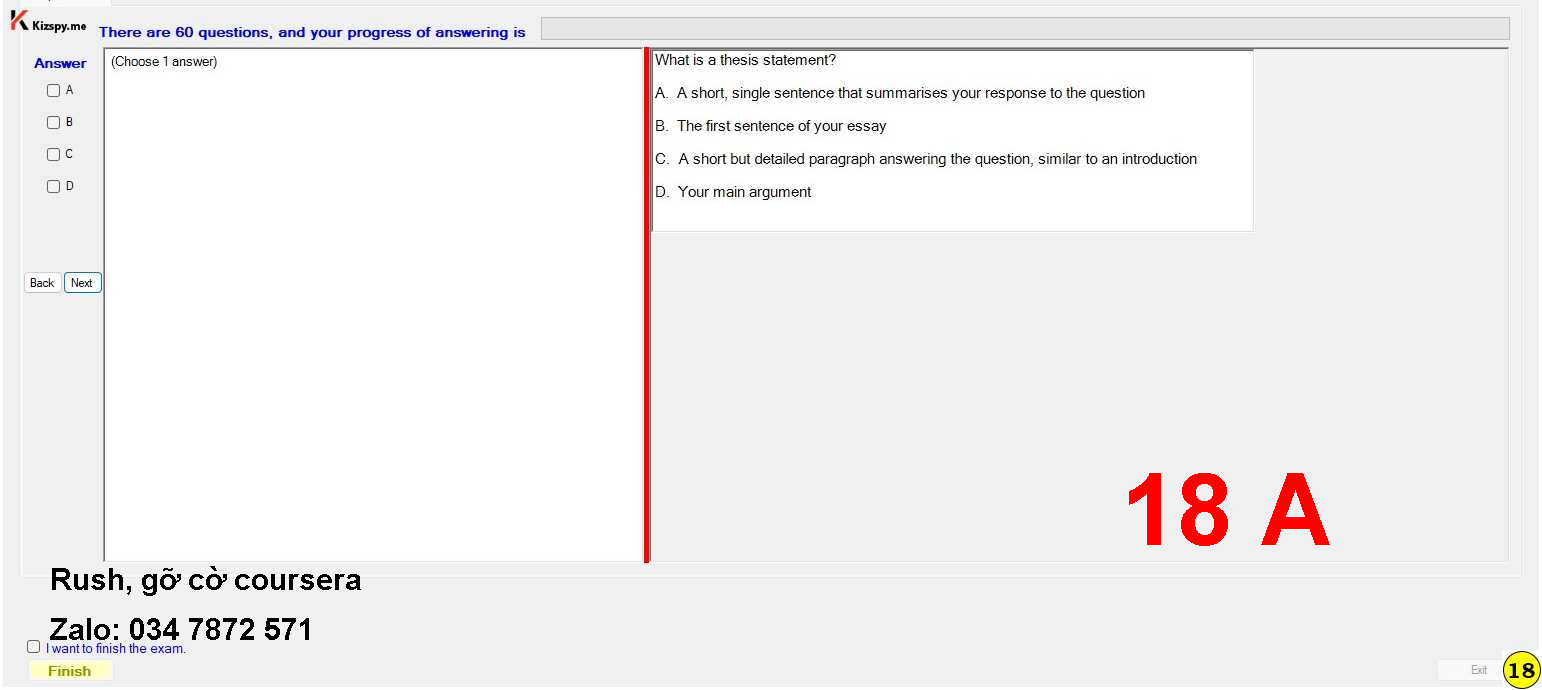 Kizspy.me
There are 60 questions, and your progress of answering is
Answer
A
B
C
D
Back Next
(Choose 1 answer)
What is a thesis statement?
A. A short, single sentence that summarises your response to the question
B. The first sentence of your essay
C. A short but detailed paragraph answering the question, similar to an introduction
D. Your main argument
18 A
Rush, gỡ cờ coursera
Zalo: 034 7872 571
I want to finish the exam.
Finish
Exit
18